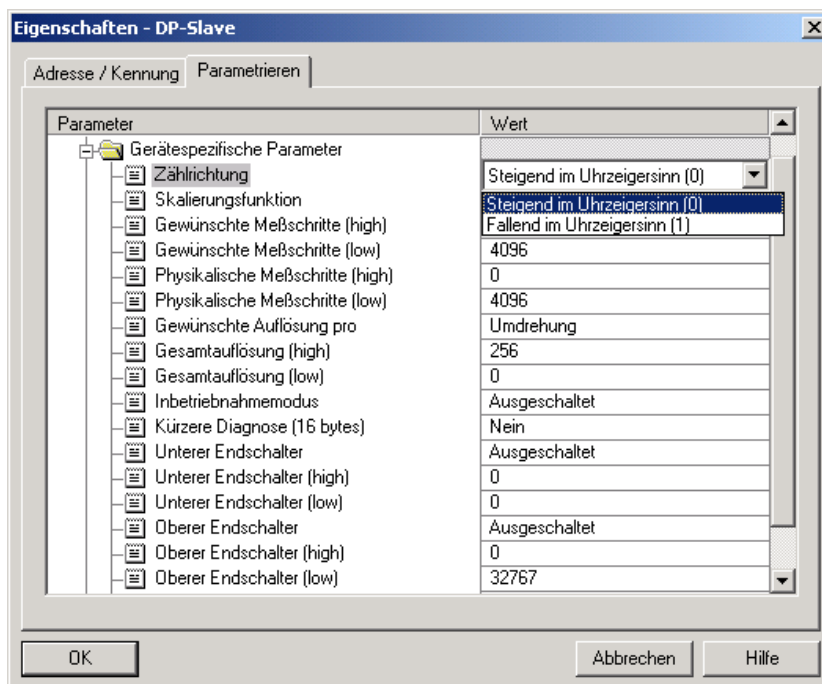 Eigenschaften - DP-Slave
Adresse / Kennung Parametrieren
Parameter Wert
Gerätespezifische Parameter
Zählrichtung Steigend im Uhrzeigersinn (0)
Skalierungsfunktion Steigend im Uhrzeigersinn (0)
Gewünschte Meßschritte (high) Fallend im Uhrzeigersinn (1)
Gewünschte Meßschritte (low) 4096
Physikalische Meßschritte (high) 0
Physikalische Meßschritte (low) 4096
Gewünschte Auflösung pro Umdrehung
Gesamtauflösung (high) 256
Gesamtauflösung (low) 0
Inbetriebnahmemodus Ausgeschaltet
Kürzere Diagnose (16 bytes) Nein
Unterer Endschalter Ausgeschaltet
Unterer Endschalter (high) 0
Unterer Endschalter (low) 0
Oberer Endschalter Ausgeschaltet
Oberer Endschalter (high) 0
Oberer Endschalter (low) 32767
OK Abbrechen Hilfe